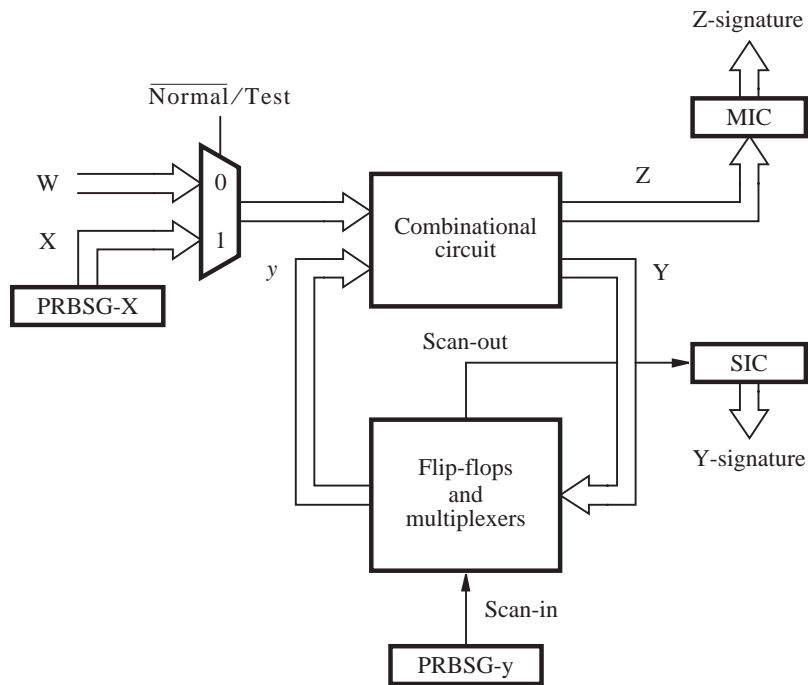 Z-signature
N̅o̅r̅m̅a̅l̅/Test
MIC
W
0
Z
X
1
Combinational
circuit
y
Y
PRBSG-X
Scan-out
SIC
Flip-flops
and
multiplexers
Y-signature
Scan-in
PRBSG-y